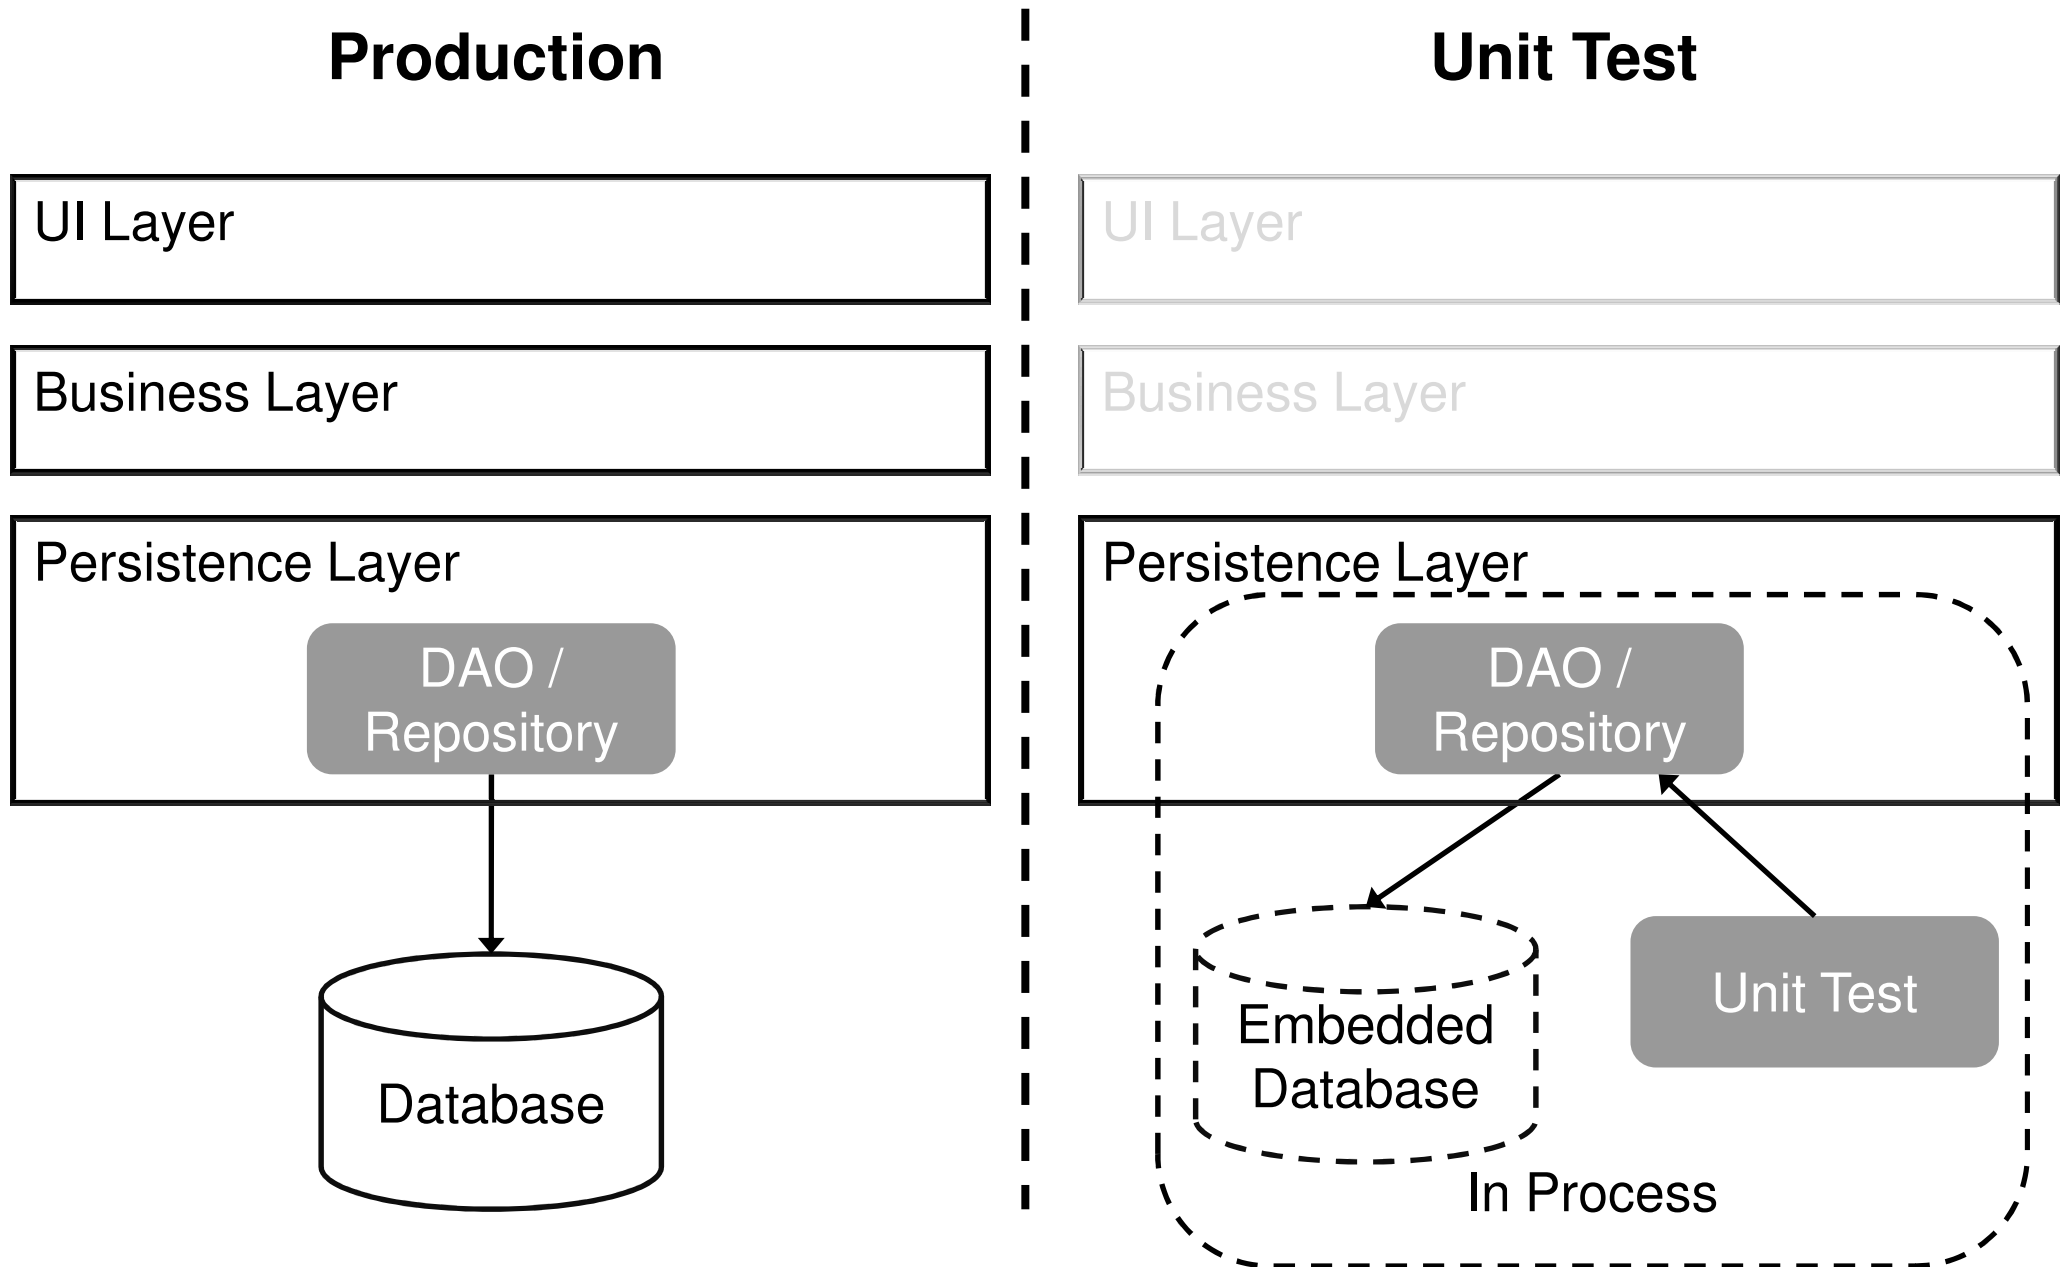 Production
UI Layer
Business Layer
Persistence Layer
DAO /
Repository
Database
Unit Test
UI Layer
Business Layer
Persistence Layer
DAO /
Repository
Embedded
Database
Unit Test
In Process